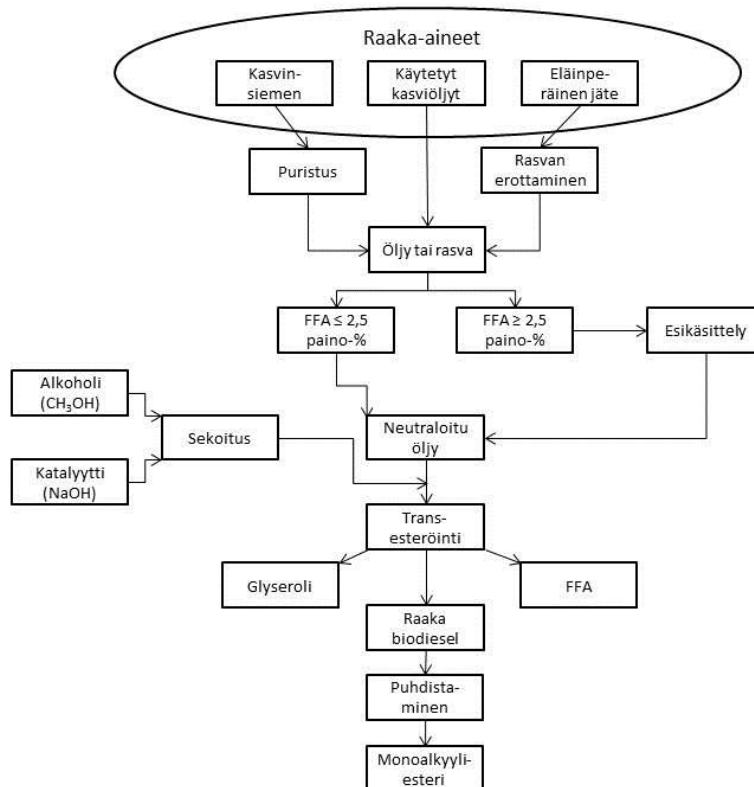 Raaka-aineet
Kasvin-
siemen
Käytetyt
kasviöljyt
Eläinpe-
räinen jäte
Puristus
Rasvan
erottaminen
Öljy tai rasva
FFA ≤ 2,5
paino-%
FFA ≥ 2,5
paino-%
Esikäsittely
Alkoholi
(CH₃OH)
Sekoitus
Neutraloitu
öljy
Katalyytti
(NaOH)
Trans-
esteröinti
Glyseroli
FFA
Raaka
biodiesel
Puhdista-
minen
Monoalkyyli-
esteri